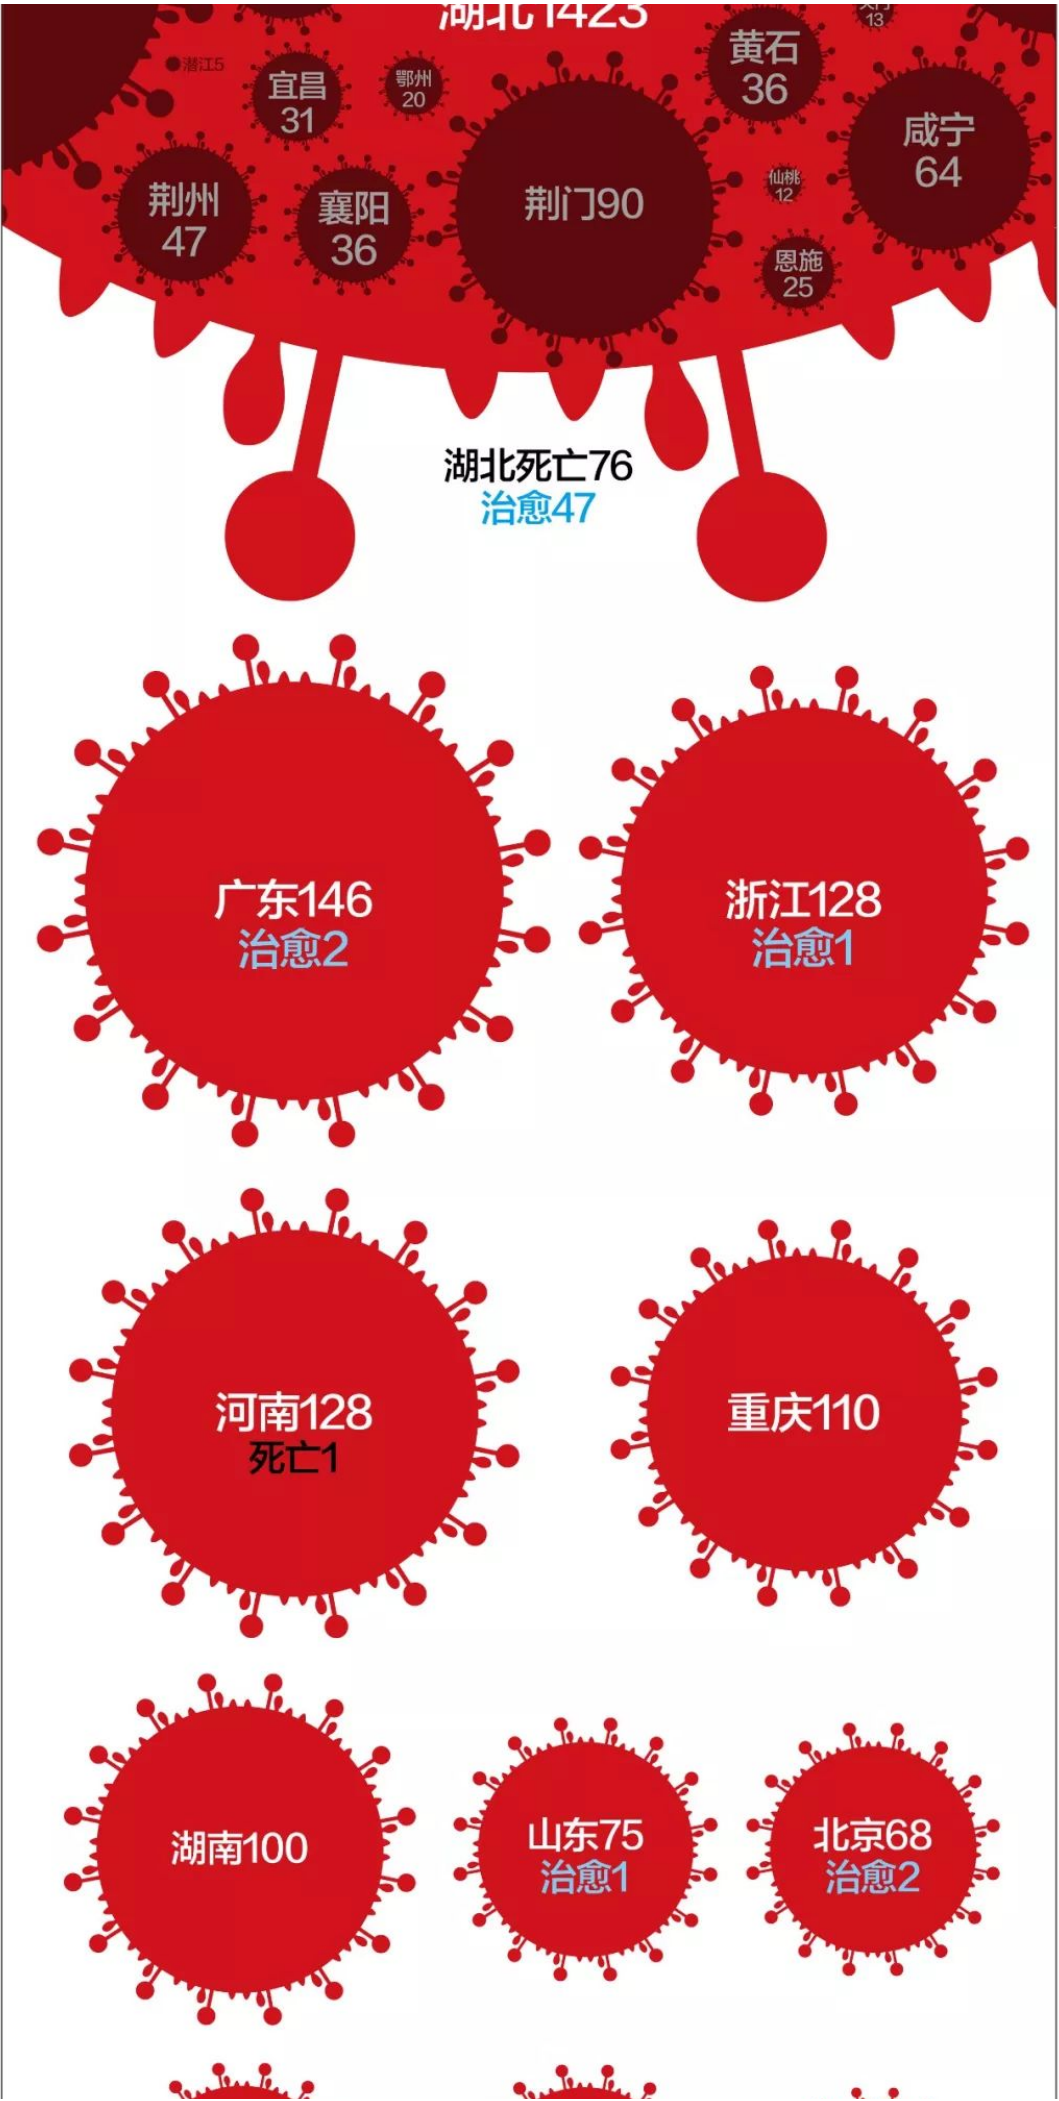 湖北1423
13
潜江5
宜昌
31
鄂州
20
黄石
36
咸宁
64
荆州
47
襄阳
36
荆门90
仙桃
12
恩施
25
湖北死亡76
治愈47
广东146
治愈2
浙江128
治愈1
河南128
死亡1
重庆110
湖南100
山东75
治愈1
北京68
治愈2